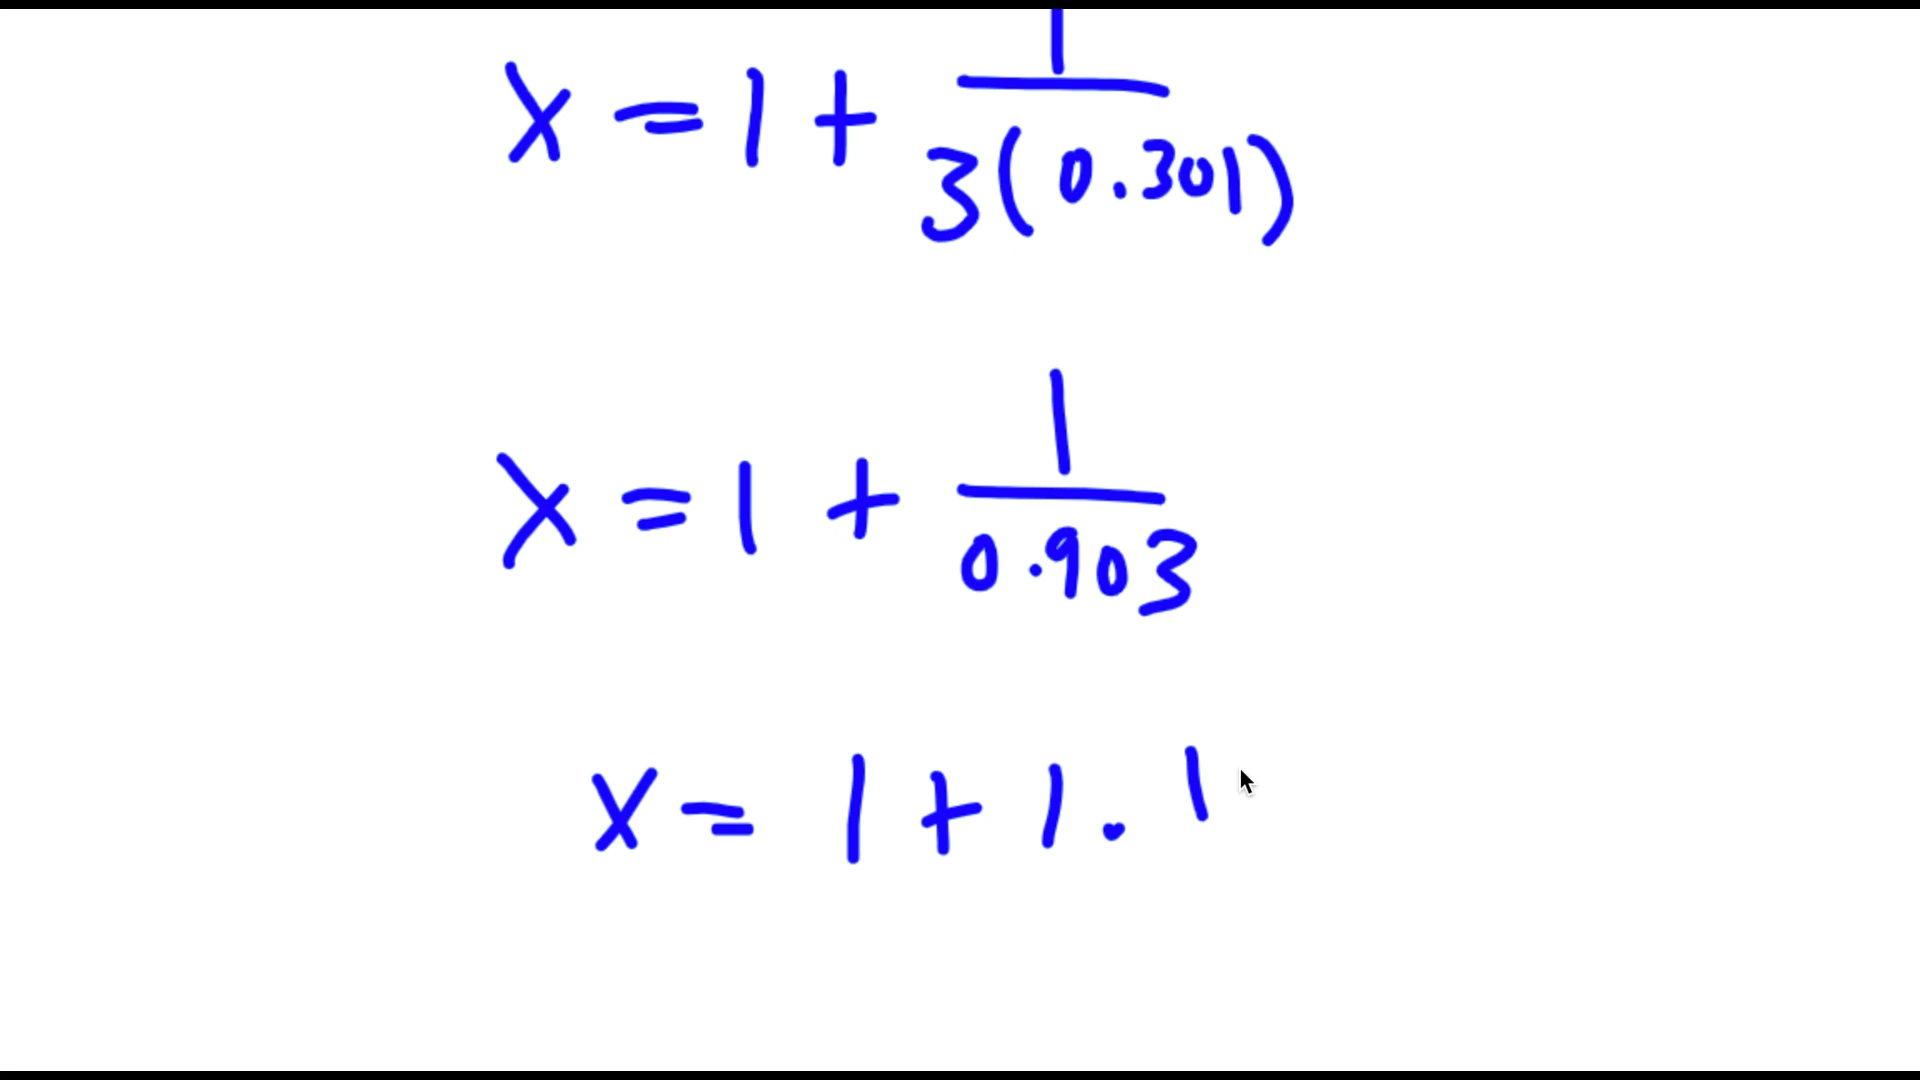 x = 1 + 1/3(0.301)
x = 1 + 1/0.903
x = 1 + 1.1